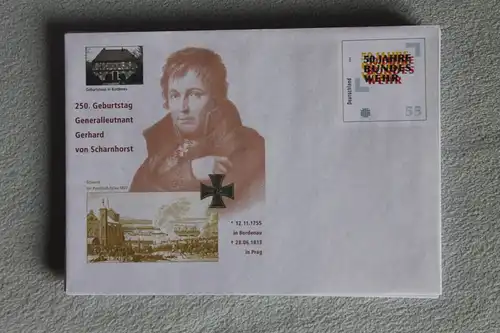 Geburtshaus in Bordenau
250. Geburtstag
Generalleutnant
Gerhard
von Scharnhorst
* 12.11.1755
in Bordenau
28.06.1813
in Prag
Deutschland
50 JAHRE
BUNDES
WEHR
55